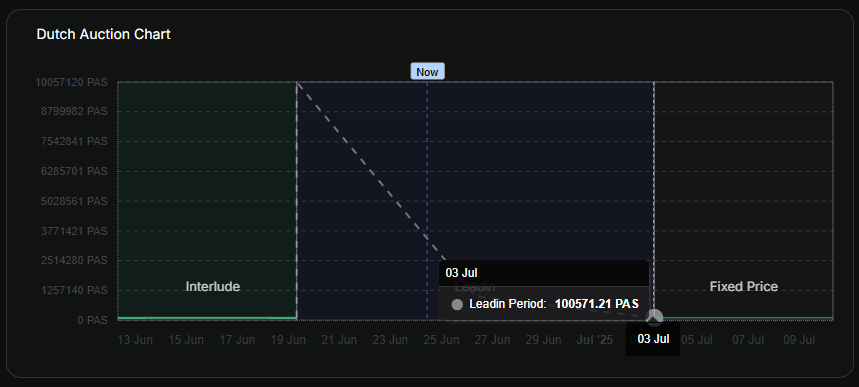 Dutch Auction Chart
Now
10057120 PAS
8799982 PAS
7542841 PAS
6285701 PAS
5028561 PAS
3771421 PAS
2514280 PAS
1257140 PAS
0 PAS
Interlude
Leadin
Fixed Price
03 Jul
Leadin Period: 100571.21 PAS
13 Jun 15 Jun 17 Jun 19 Jun 21 Jun 23 Jun 25 Jun 27 Jun 29 Jun Jul '25 03 Jul 05 Jul 07 Jul 09 Jul